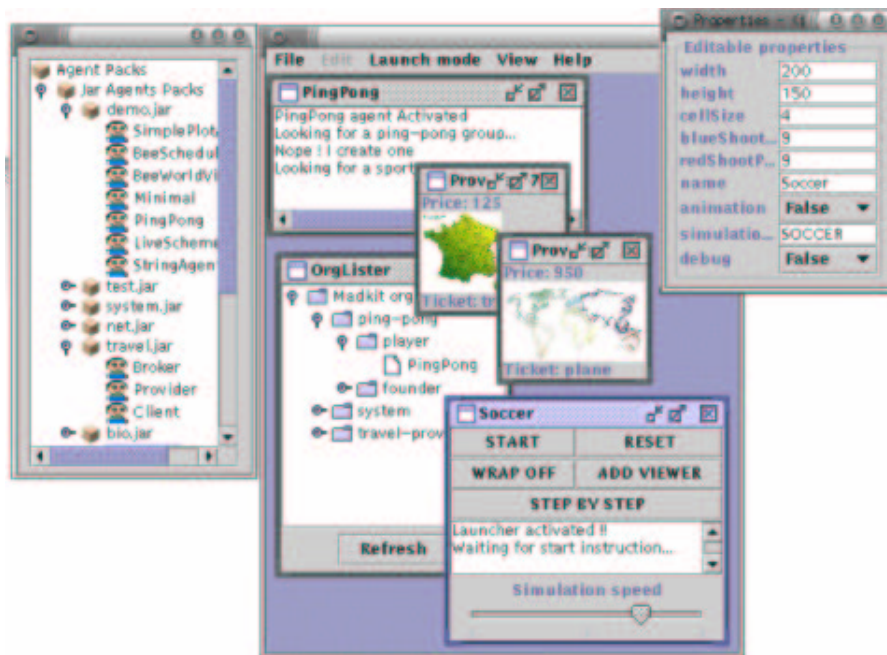 Agent Packs
Jar Agents Packs
demo.jar
SimplePlotA
BeeSchedul
BeeWorldVi
Minimal
PingPong
LiveScheme
StringAgen
test.jar
system.jar
net.jar
travel.jar
Broker
Provider
Client
bio.jar
File Edit Launch mode View Help
PingPong
PingPong agent Activated
Looking for a ping-pong group...
Nope ! I create one
Looking for a sport
Prov
Price: 125
Ticket:
Prov
Price: 950
Ticket: plane
OrgLister
Madkit org
ping-pong
player
PingPong
founder
system
travel-prov
Refresh
Soccer
START RESET
WRAP OFF ADD VIEWER
STEP BY STEP
Launcher activated !!
Waiting for start instruction...
Simulation speed
Properties -
Editable properties
width 200
height 150
cellSize 4
blueShoot... 9
redShootP... 9
name Soccer
animation False
simulatio... SOCCER
debug False